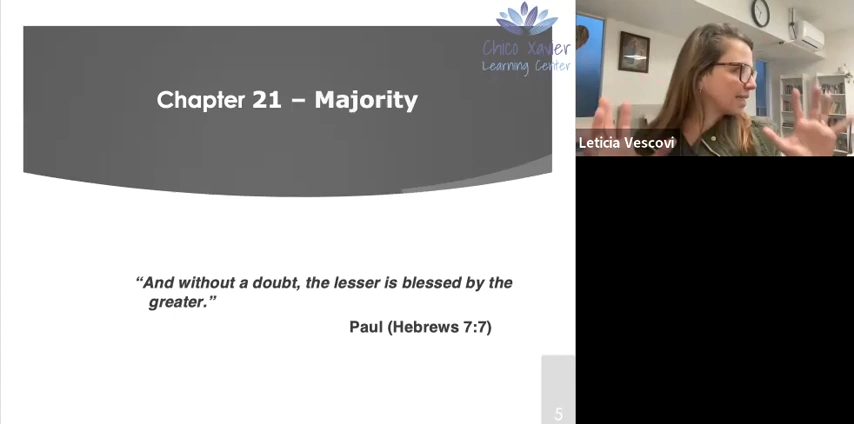 Chico Xavier
Learning Center
Chapter 21 – Majority
Leticia Vescovi
“And without a doubt, the lesser is blessed by the
greater.”
Paul (Hebrews 7:7)
5